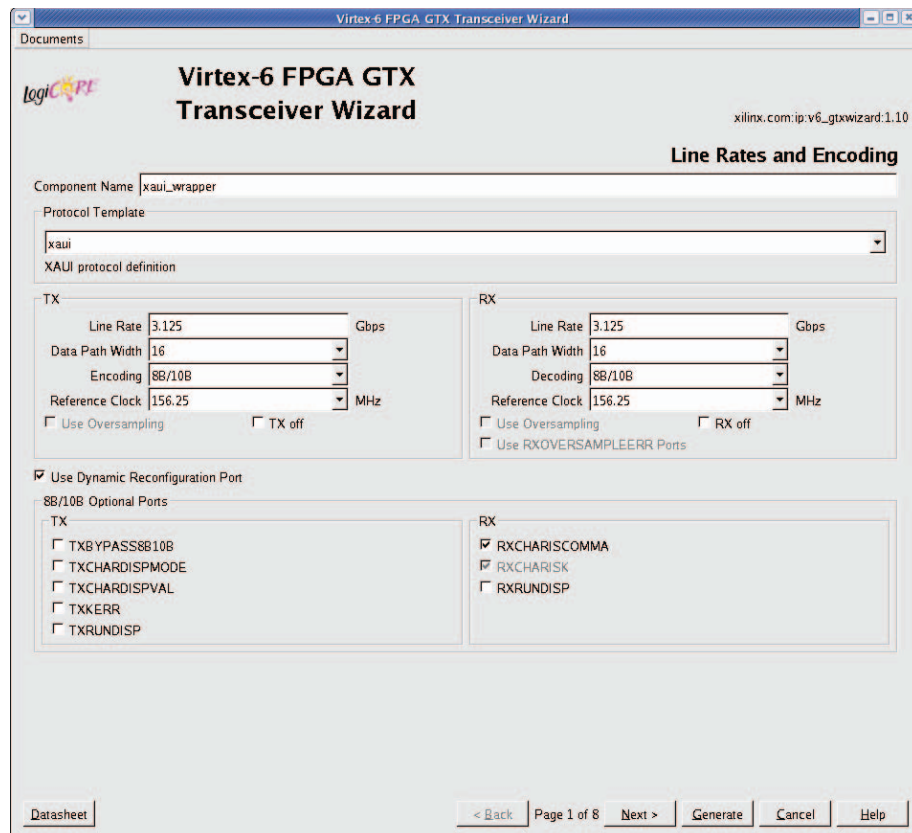 Virtex-6 FPGA GTX Transceiver Wizard
Documents
LogiCORE
Virtex-6 FPGA GTX
Transceiver Wizard
xilinx.com:ip:v6_gtxwizard:1.10
Line Rates and Encoding
Component Name xaui_wrapper
Protocol Template
xaui
XAUI protocol definition
TX
Line Rate 3.125 Gbps
Data Path Width 16
Encoding 8B/10B
Reference Clock 156.25 MHz
Use Oversampling TX off
RX
Line Rate 3.125 Gbps
Data Path Width 16
Decoding 8B/10B
Reference Clock 156.25 MHz
Use Oversampling RX off
Use RXOVERSAMPLEERR Ports
Use Dynamic Reconfiguration Port
8B/10B Optional Ports
TX
TXBYPASS8B10B
TXCHARDISPMODE
TXCHARDISPVAL
TXKERR
TXRUNDISP
RX
RXCHARISCOMMA
RXCHARISK
RXRUNDISP
Datasheet < Back Page 1 of 8 Next > Generate Cancel Help